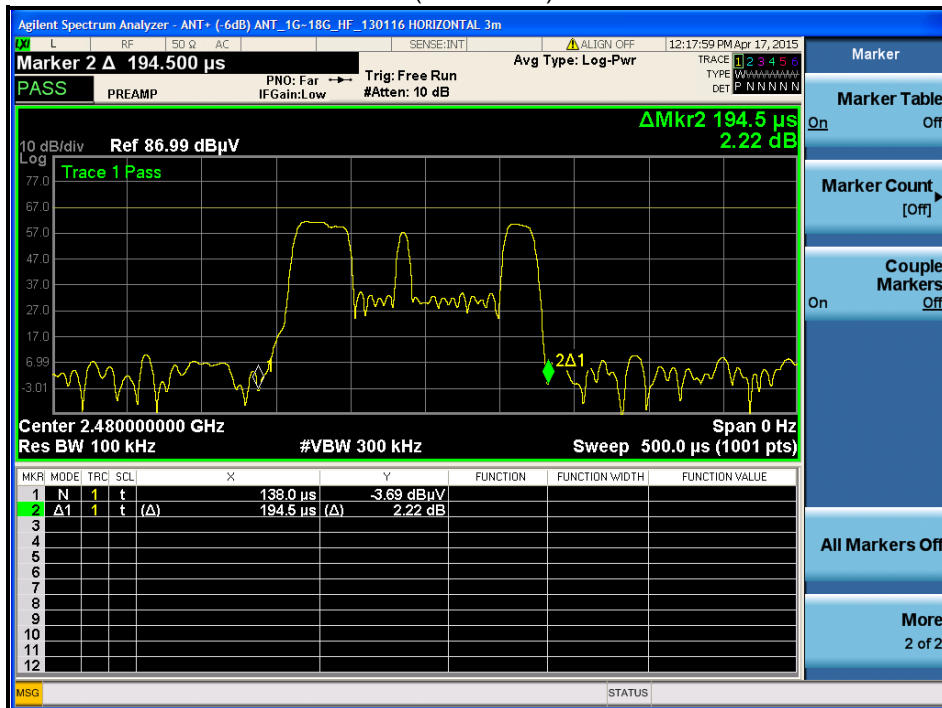 Agilent Spectrum Analyzer - ANT+ (-6dB) ANT_1G~18G_HF_130116 HORIZONTAL 3m
LXI L RF 50 Ω AC SENSE:INT ALIGN OFF 12:17:59 PM Apr 17, 2015
Marker 2 Δ 194.500 µs
PASS PREAMP
PNO: Far
IFGain:Low
Trig: Free Run
#Atten: 10 dB
Avg Type: Log-Pwr
TRACE 1 2 3 4 5 6
TYPE
DET P N N N N N
ΔMkr2 194.5 µs
2.22 dB
10 dB/div Ref 86.99 dBµV
Log
Trace 1 Pass
77.0
67.0
57.0
47.0
37.0
27.0
17.0
6.99
-3.01
1
2Δ1
Center 2.480000000 GHz Span 0 Hz
Res BW 100 kHz #VBW 300 kHz Sweep 500.0 µs (1001 pts)
MKR MODE TRC SCL X Y FUNCTION FUNCTION WIDTH FUNCTION VALUE
1 N 1 t 138.0 µs -3.69 dBµV
2 Δ1 1 t (Δ) 194.5 µs (Δ) 2.22 dB
3
4
5
6
7
8
9
10
11
12
MSG STATUS
Marker
Marker Table
On Off
Marker Count
[Off]
Couple
Markers
On Off
All Markers Off
More
2 of 2